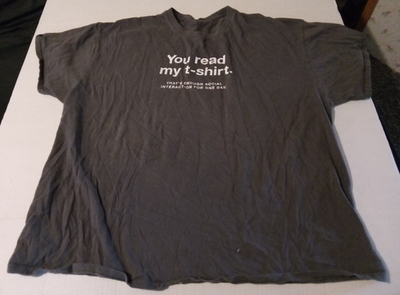 You read
my t-shirt.
THAT'S ENOUGH SOCIAL
INTERACTION FOR ONE DAY.